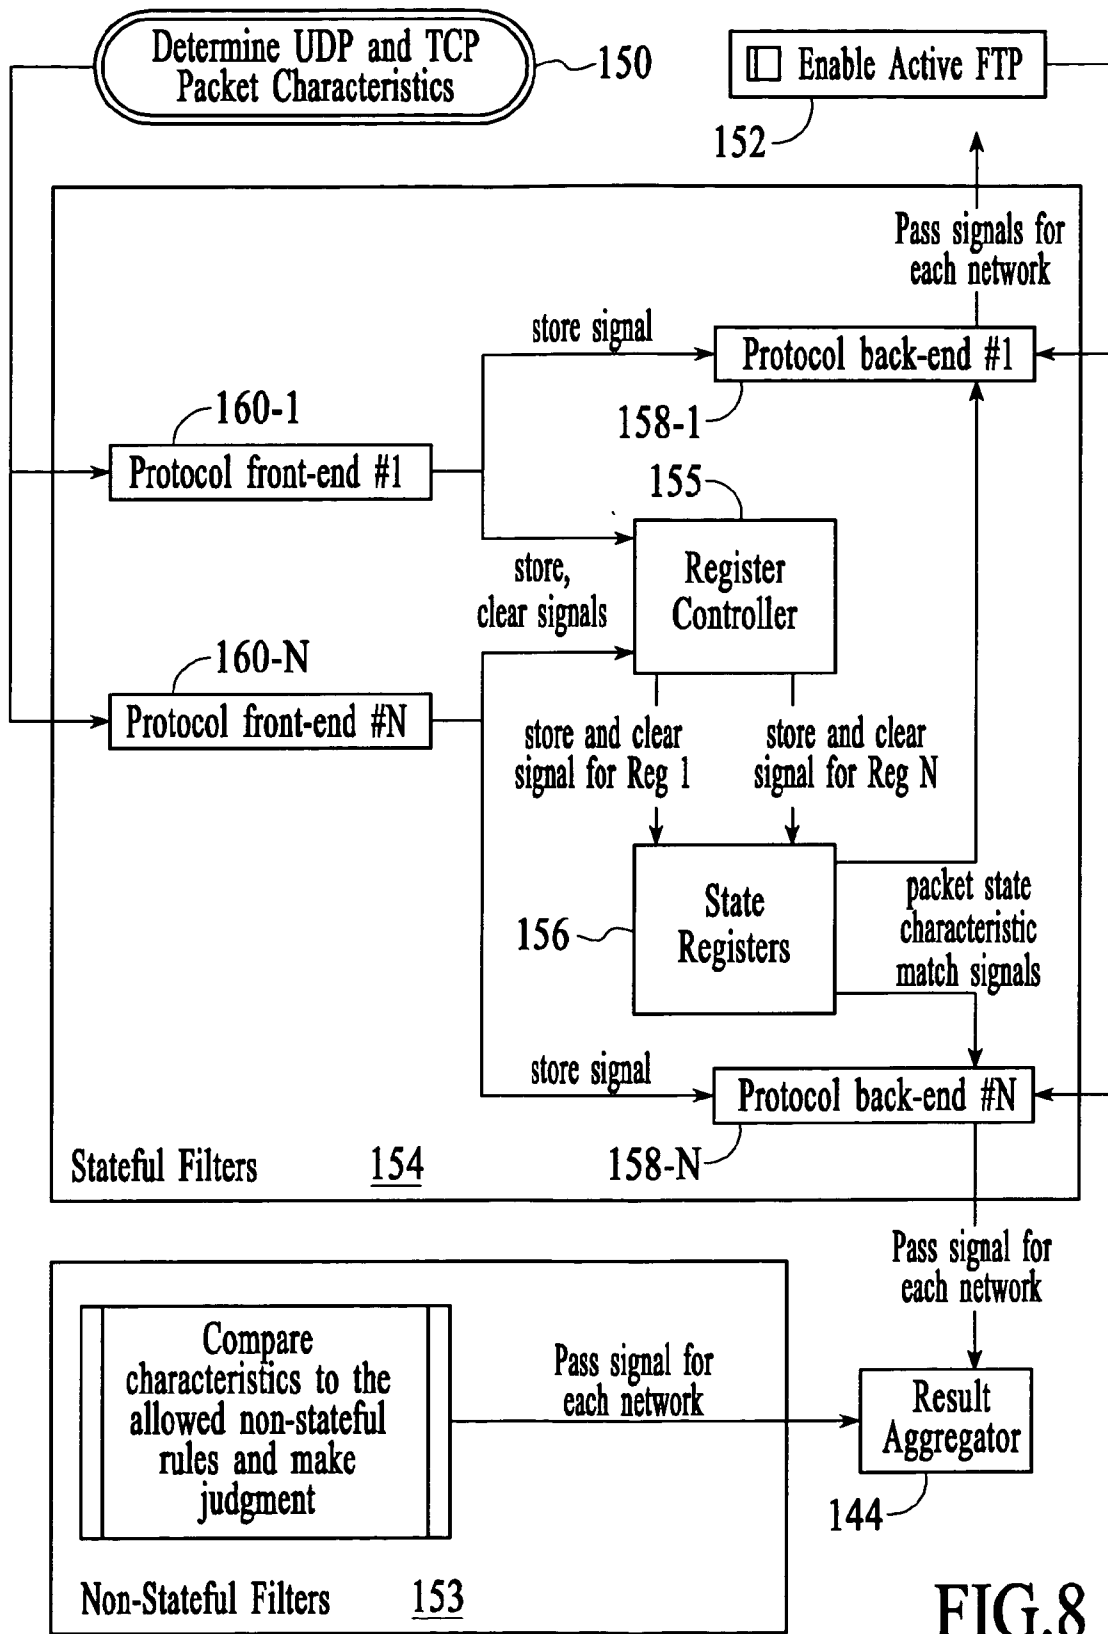 Determine UDP and TCP
Packet Characteristics
150
Enable Active FTP
152
Pass signals for
each network
store signal
Protocol back-end #1
158-1
160-1
Protocol front-end #1
155
Register
Controller
store,
clear signals
160-N
Protocol front-end #N
store and clear
signal for Reg 1
store and clear
signal for Reg N
State
Registers
156
packet state
characteristic
match signals
store signal
Protocol back-end #N
158-N
Stateful Filters 154
Pass signal for
each network
Compare
characteristics to the
allowed non-stateful
rules and make
judgment
Pass signal for
each network
Result
Aggregator
144
Non-Stateful Filters 153
FIG.8